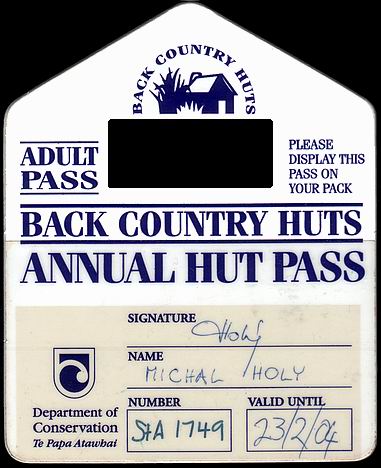 BACK COUNTRY HUTS
ADULT PASS
PLEASE
DISPLAY THIS
PASS ON
YOUR PACK
BACK COUNTRY HUTS
ANNUAL HUT PASS
SIGNATURE Holý
NAME
MICHAL HOLY
NUMBER
StA 1749
VALID UNTIL
23/2/04
Department of
Conservation
Te Papa Atawhai